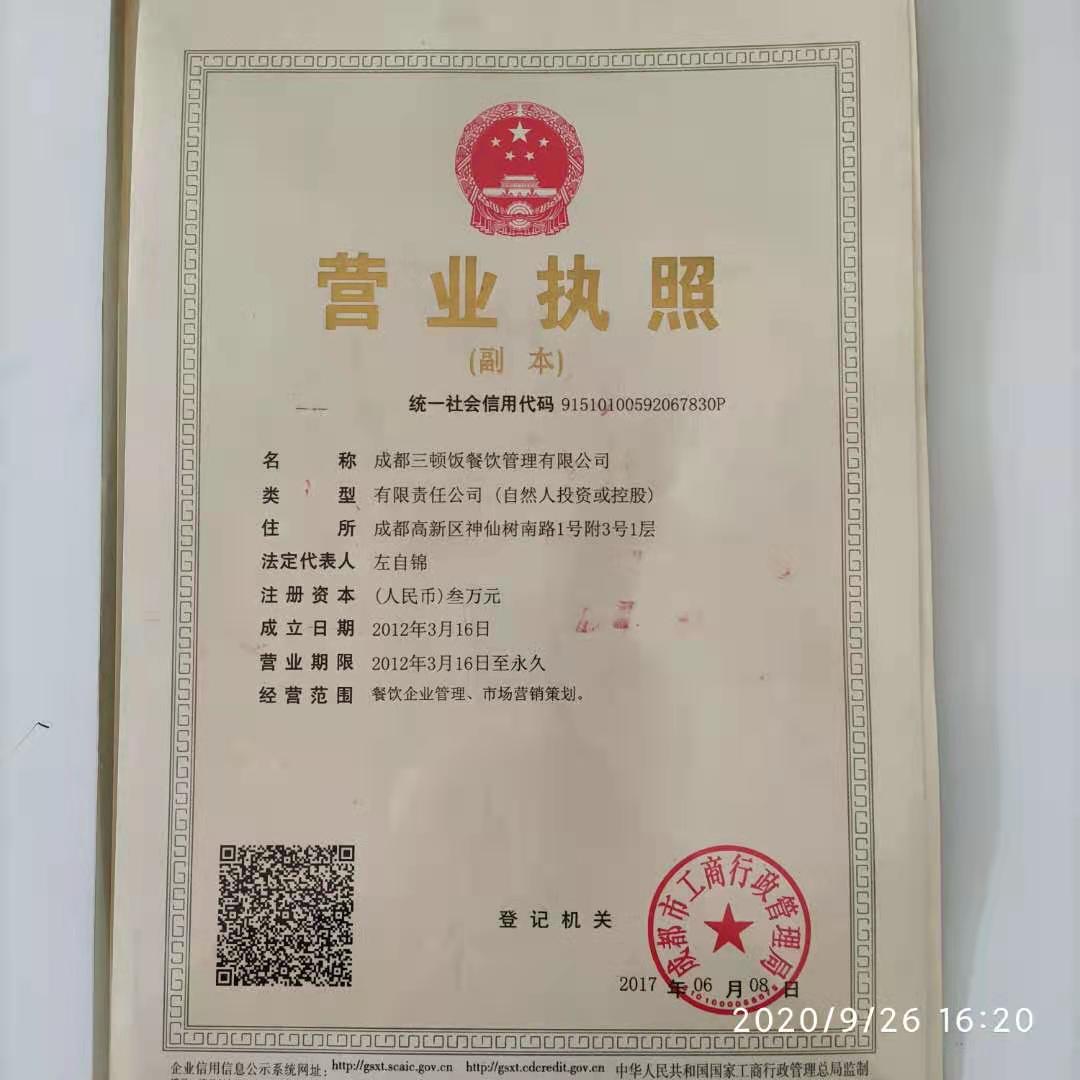 营业执照
(副 本)
统一社会信用代码 91510100592067830P
名 称 成都三顿饭餐饮管理有限公司
类 型 有限责任公司（自然人投资或控股）
住 所 成都高新区神仙树南路1号附3号1层
法定代表人 左自锦
注册资本 (人民币)叁万元
成立日期 2012年3月16日
营业期限 2012年3月16日至永久
经营范围 餐饮企业管理、市场营销策划。
成都市工商行政管理局
登记机关
2017 年 06 月 08 日
2020/9/26 16:20
企业信用信息公示系统网址: http://gsxt.scaic.gov.cn http://gsxt.cdcredit.gov.cn 中华人民共和国国家工商行政管理总局监制